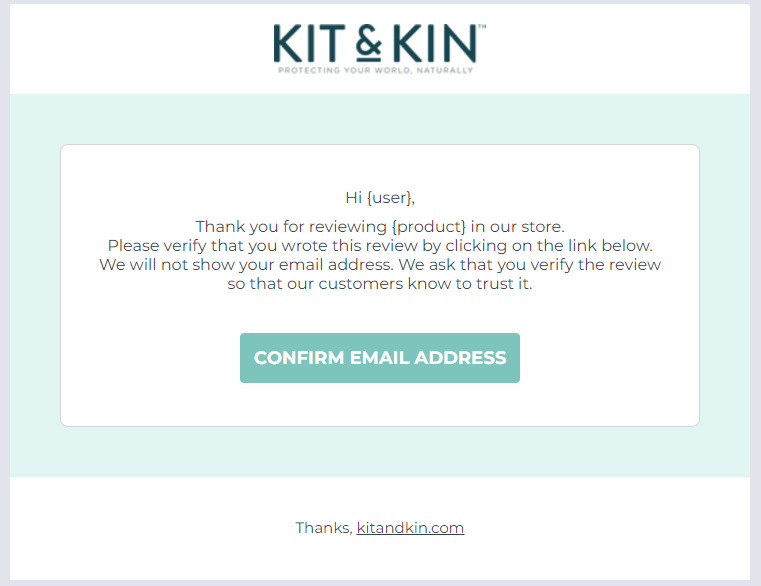 KIT & KIN™
PROTECTING YOUR WORLD, NATURALLY
Hi {user},
Thank you for reviewing {product} in our store.
Please verify that you wrote this review by clicking on the link below.
We will not show your email address. We ask that you verify the review
so that our customers know to trust it.
CONFIRM EMAIL ADDRESS
Thanks, kitandkin.com